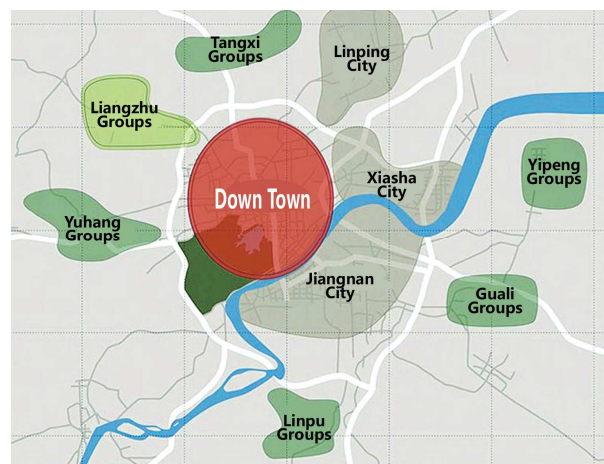 Tangxi
Groups
Linping
City
Liangzhu
Groups
Xiasha
City
Yipeng
Groups
Down Town
Yuhang
Groups
Jiangnan
City
Guali
Groups
Linpu
Groups